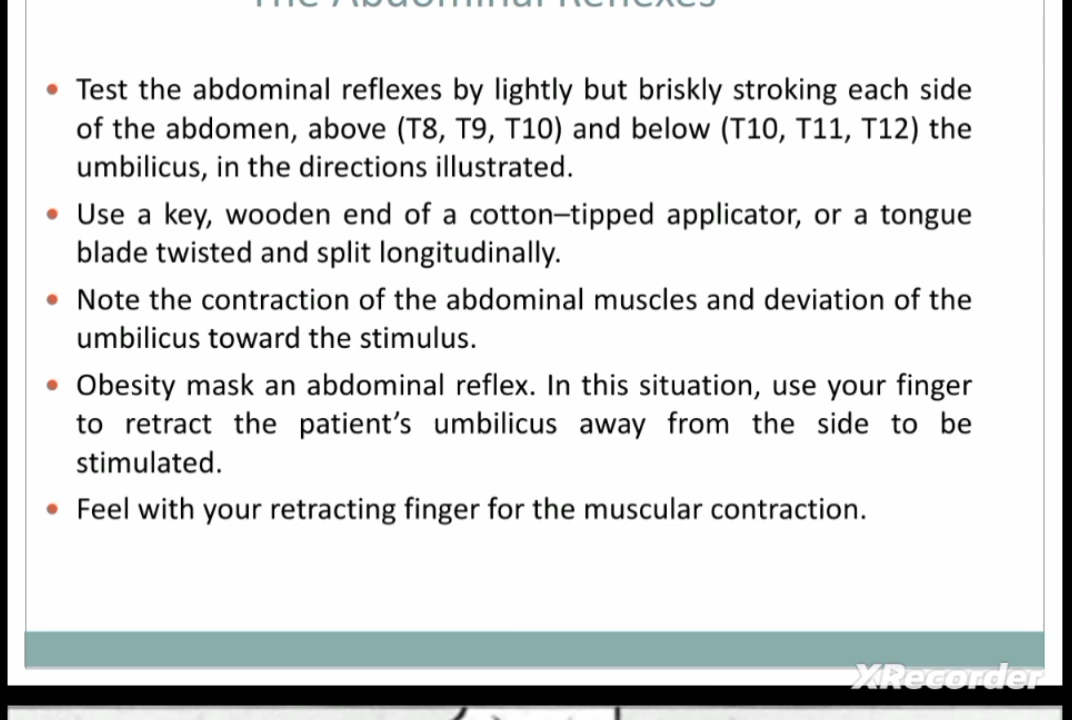 The Abdominal Reflexes
• Test the abdominal reflexes by lightly but briskly stroking each side
of the abdomen, above (T8, T9, T10) and below (T10, T11, T12) the
umbilicus, in the directions illustrated.
• Use a key, wooden end of a cotton–tipped applicator, or a tongue
blade twisted and split longitudinally.
• Note the contraction of the abdominal muscles and deviation of the
umbilicus toward the stimulus.
• Obesity mask an abdominal reflex. In this situation, use your finger
to retract the patient's umbilicus away from the side to be
stimulated.
• Feel with your retracting finger for the muscular contraction.
XRecorder